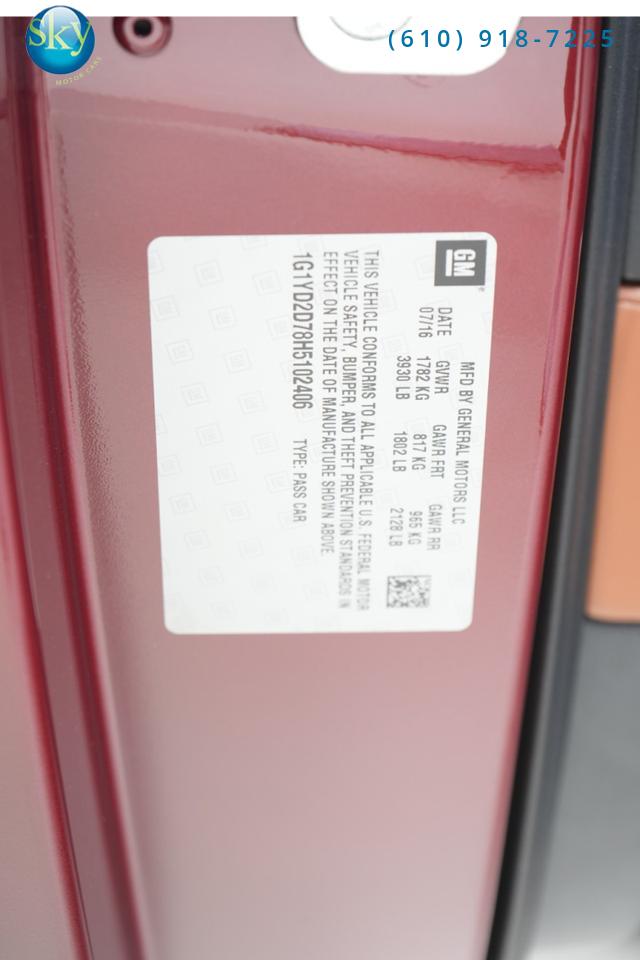 sky
MOTOR CARS
(610) 918-7225
GM
MFD BY GENERAL MOTORS LLC
DATE GVWR GAWR FRT GAWR RR
07/16 1782 KG 817 KG 965 KG
3930 LB 1802 LB 2128 LB
THIS VEHICLE CONFORMS TO ALL APPLICABLE U.S. FEDERAL MOTOR
VEHICLE SAFETY, BUMPER, AND THEFT PREVENTION STANDARDS IN
EFFECT ON THE DATE OF MANUFACTURE SHOWN ABOVE.
1G1YD2D78H5102406 TYPE: PASS CAR